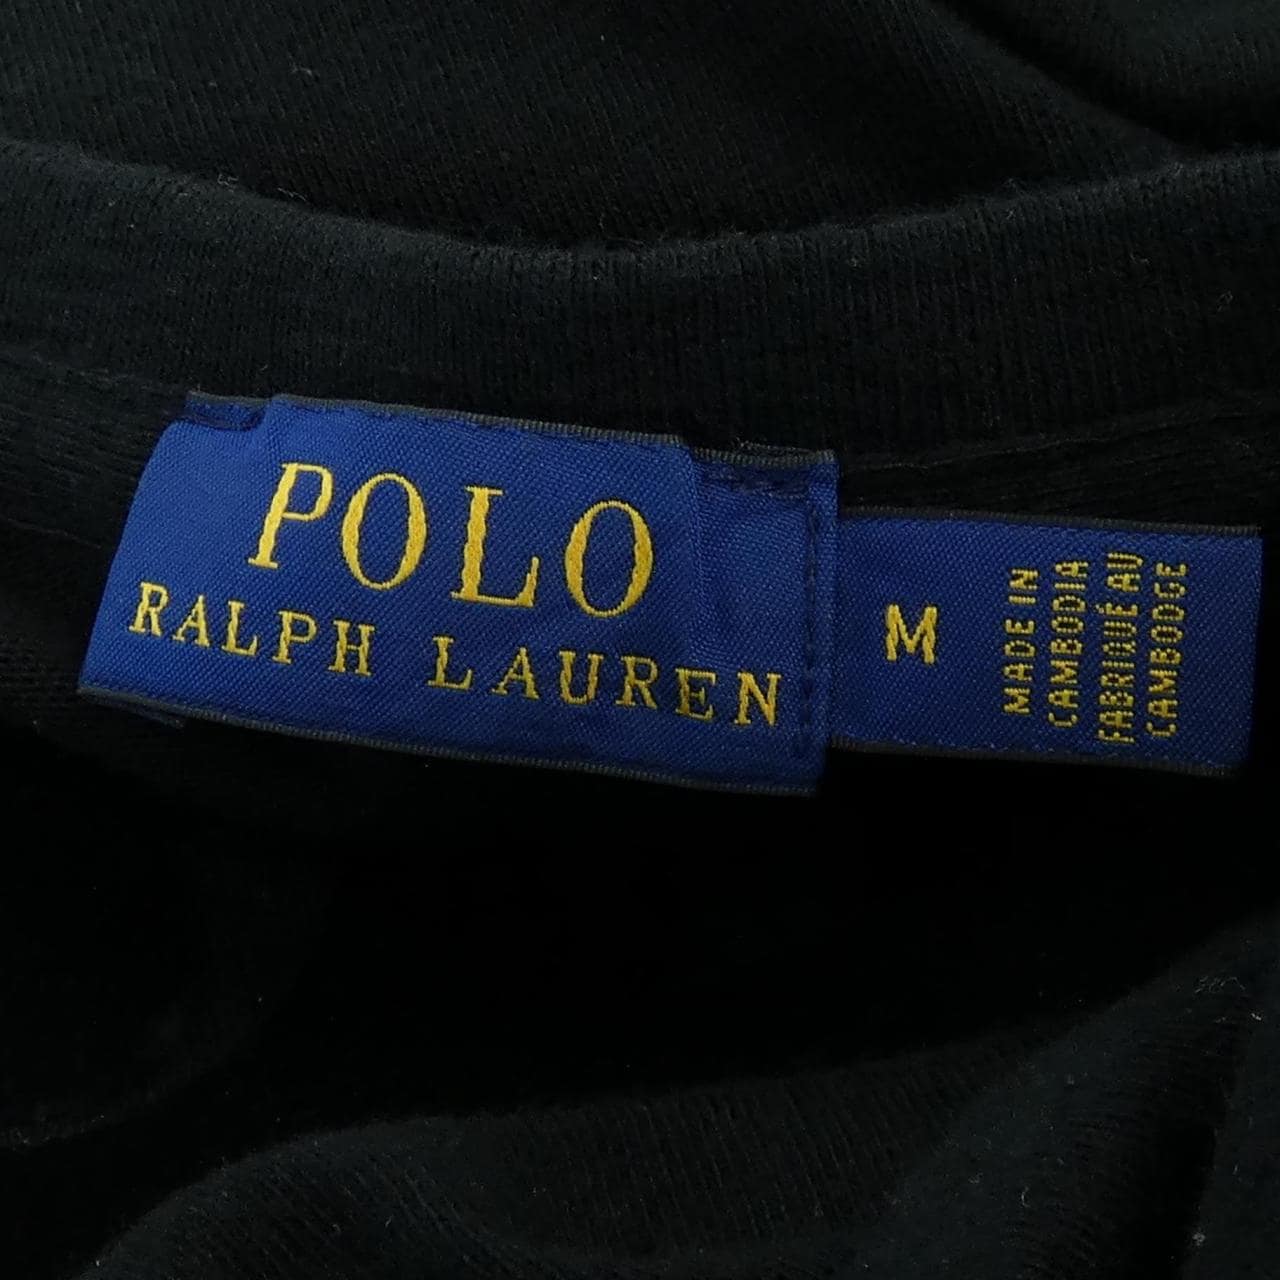 POLO
RALPH LAUREN
M
MADE IN
CAMBODIA
FABRIQUÉ AU
CAMBODGE